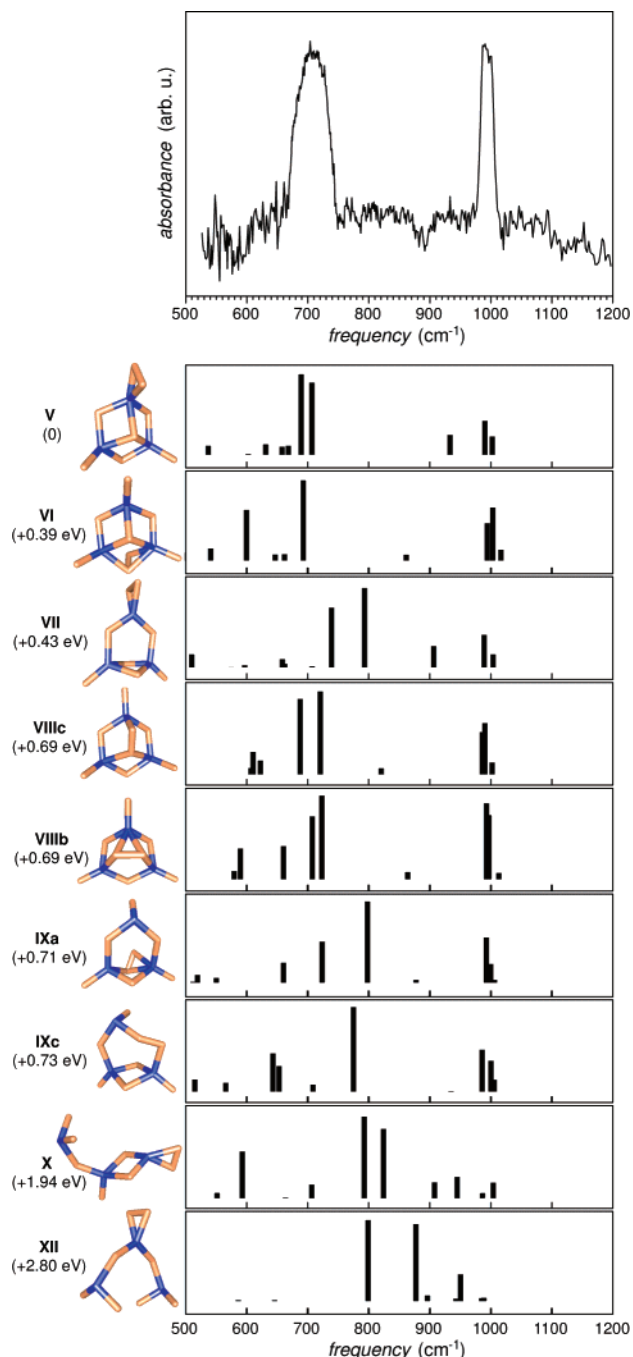 absorbance (arb. u.)
500 600 700 800 900 1000 1100 1200
frequency (cm-1)
V
(0)
VI
(+0.39 eV)
VII
(+0.43 eV)
VIIIc
(+0.69 eV)
VIIIb
(+0.69 eV)
IXa
(+0.71 eV)
IXc
(+0.73 eV)
X
(+1.94 eV)
XII
(+2.80 eV)
500 600 700 800 900 1000 1100 1200
frequency (cm-1)